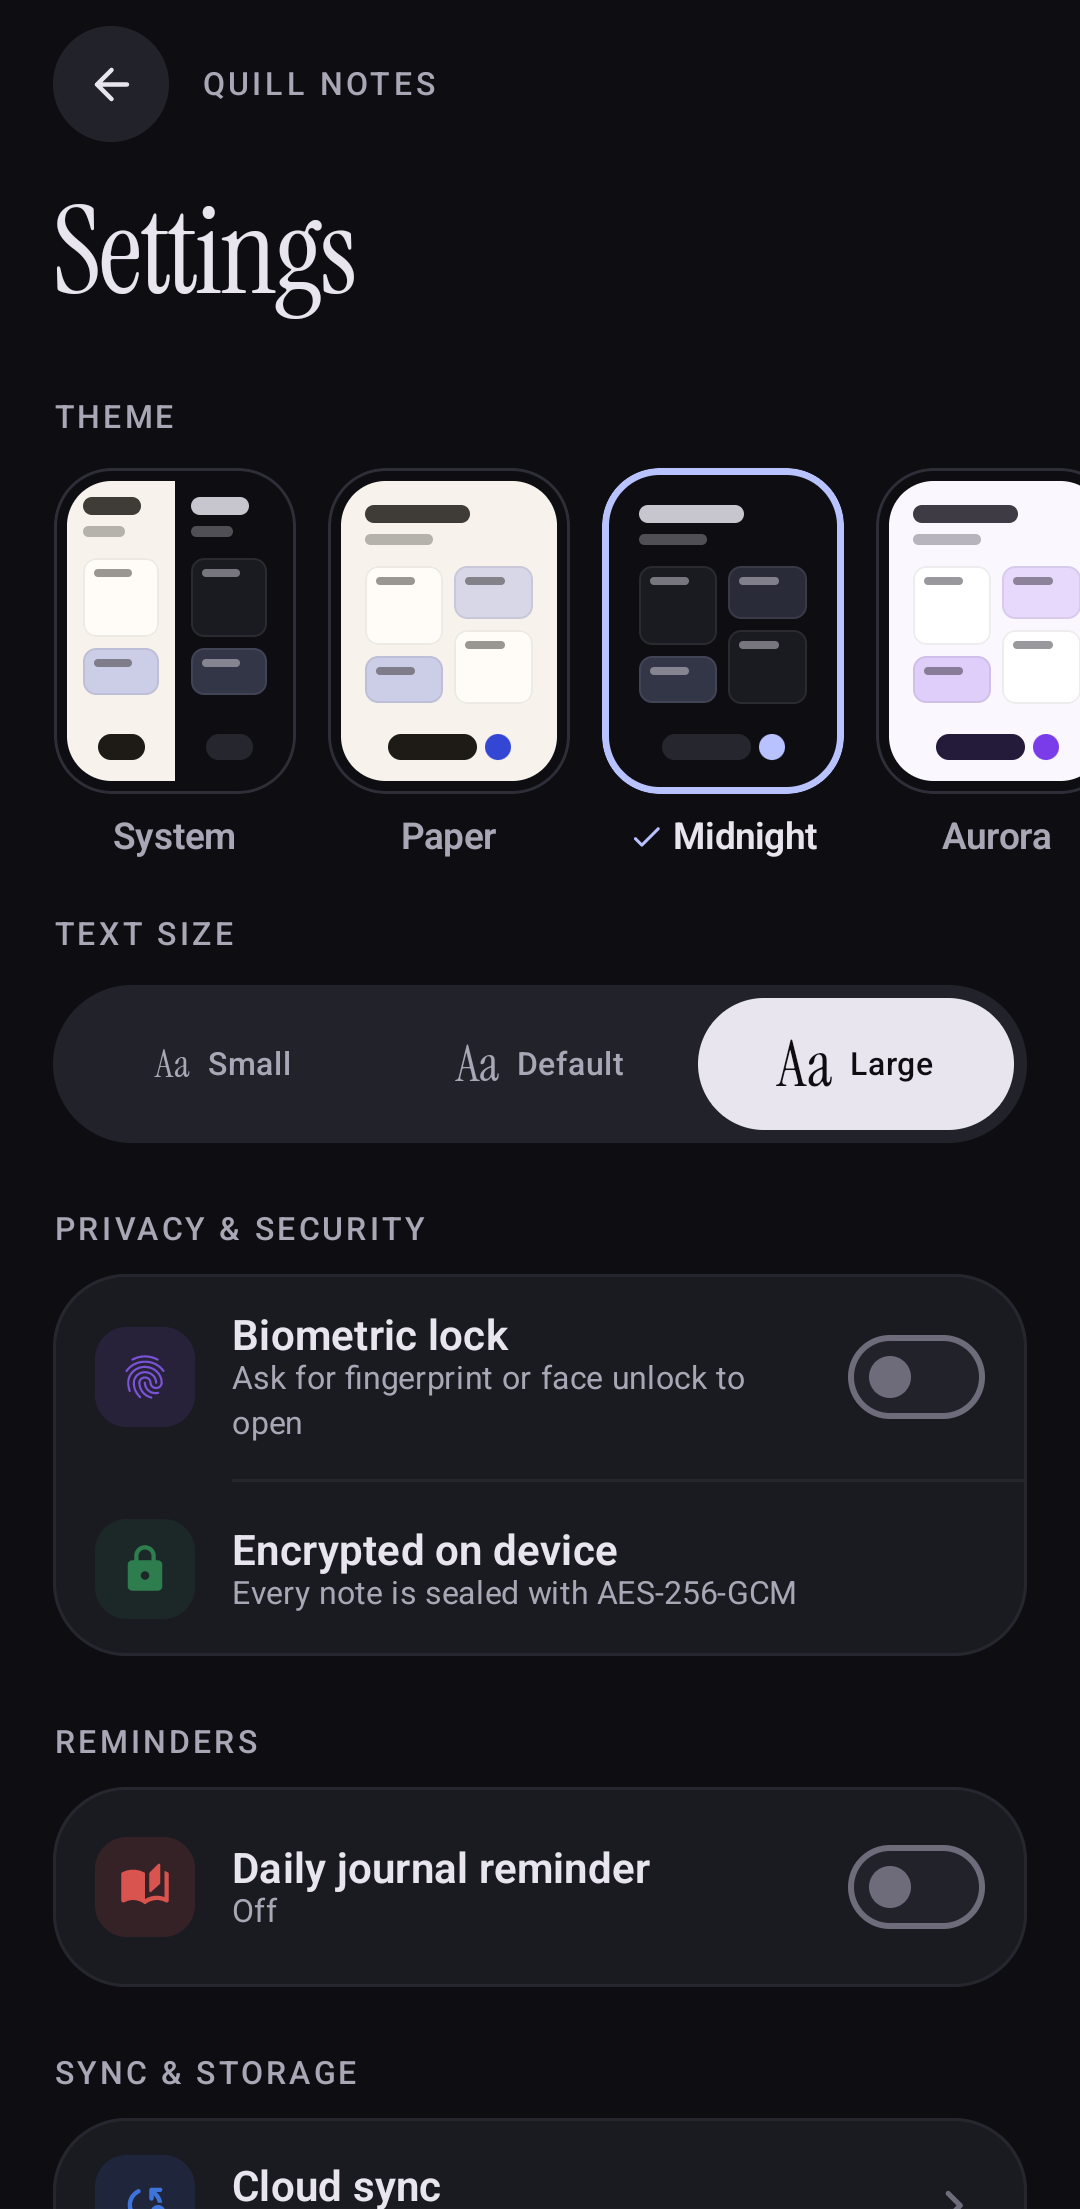 QUILL NOTES
Settings
THEME
System
Paper
Midnight
Aurora
TEXT SIZE
Aa Small
Aa Default
Aa Large
PRIVACY & SECURITY
Biometric lock
Ask for fingerprint or face unlock to
open
Encrypted on device
Every note is sealed with AES-256-GCM
REMINDERS
Daily journal reminder
Off
SYNC & STORAGE
Cloud sync